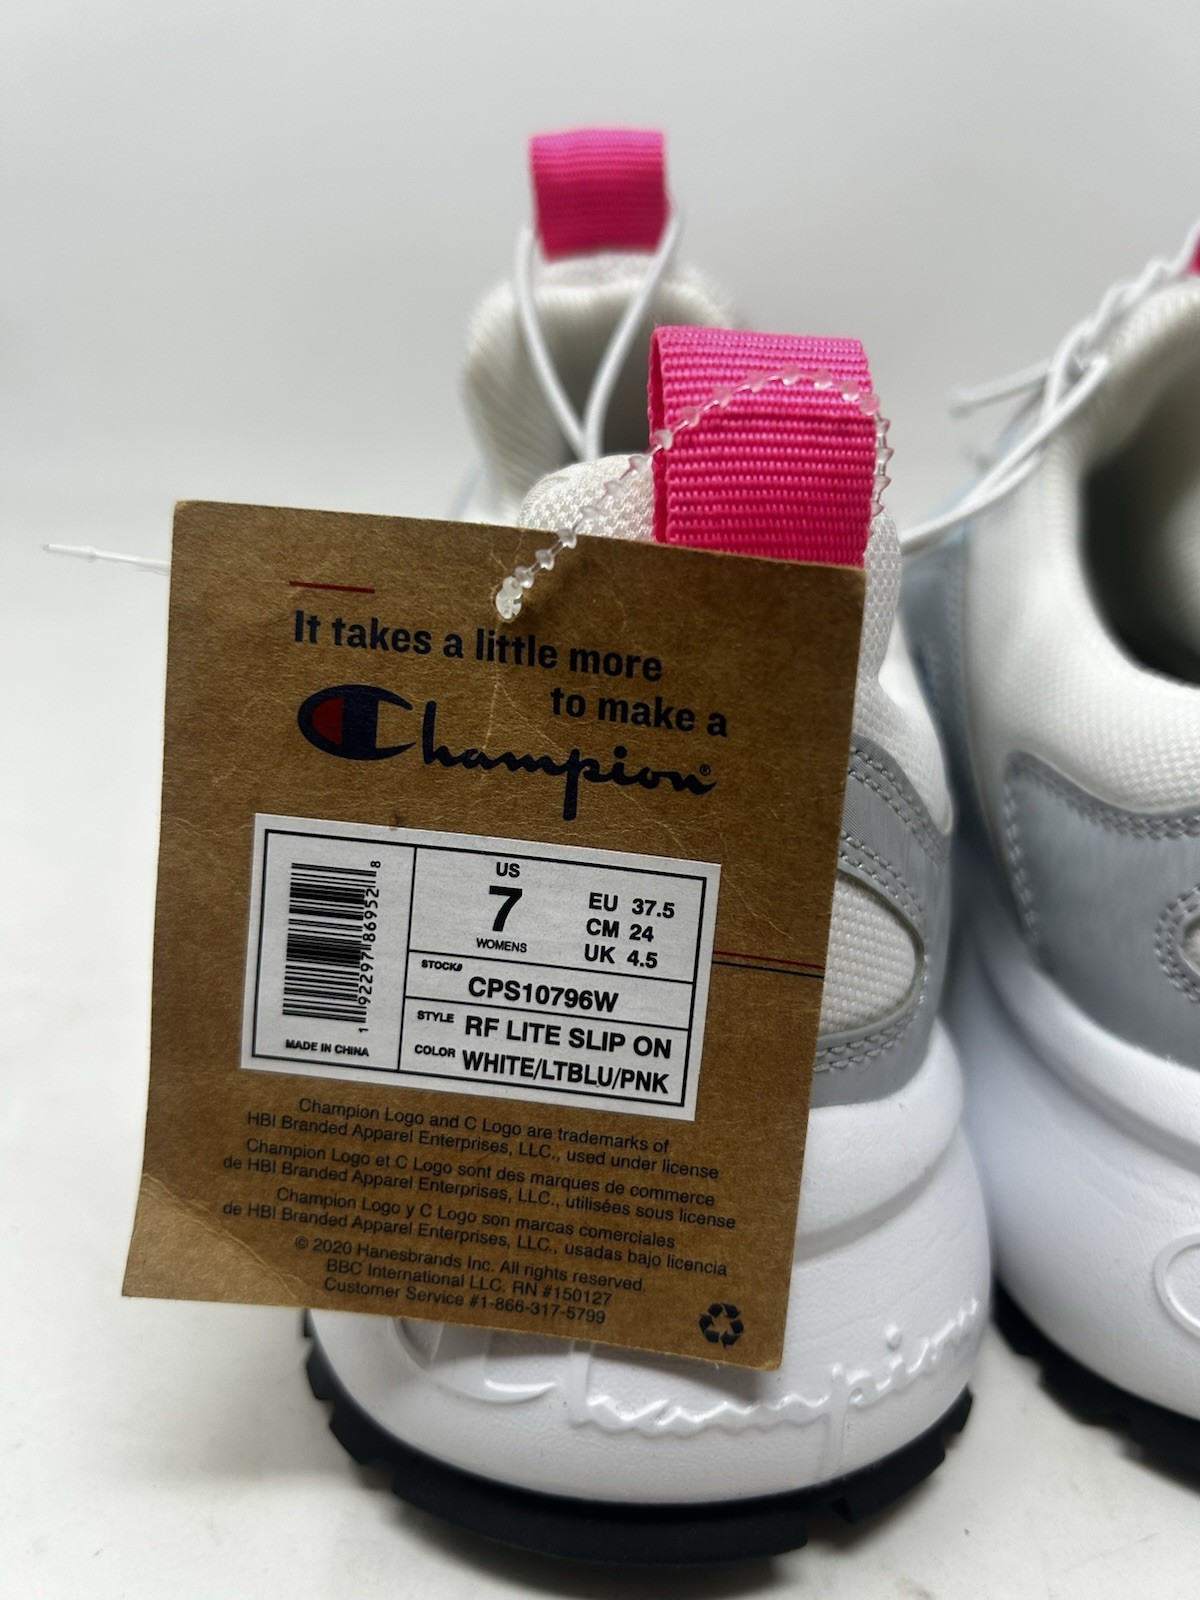 It takes a little more
to make a
Champion®
US
7
WOMENS
EU 37.5
CM 24
UK 4.5
STOCK# CPS10796W
STYLE RF LITE SLIP ON
COLOR WHITE/LTBLU/PNK
1 92297 86952 8
MADE IN CHINA
Champion Logo and C Logo are trademarks of
HBI Branded Apparel Enterprises, LLC., used under license
Champion Logo et C Logo sont des marques de commerce
de HBI Branded Apparel Enterprises, LLC., utilisées sous license
Champion Logo y C Logo son marcas comerciales
de HBI Branded Apparel Enterprises, LLC., usadas bajo licencia
© 2020 Hanesbrands Inc. All rights reserved.
BBC International LLC. RN #150127
Customer Service #1-866-317-5799
Champion